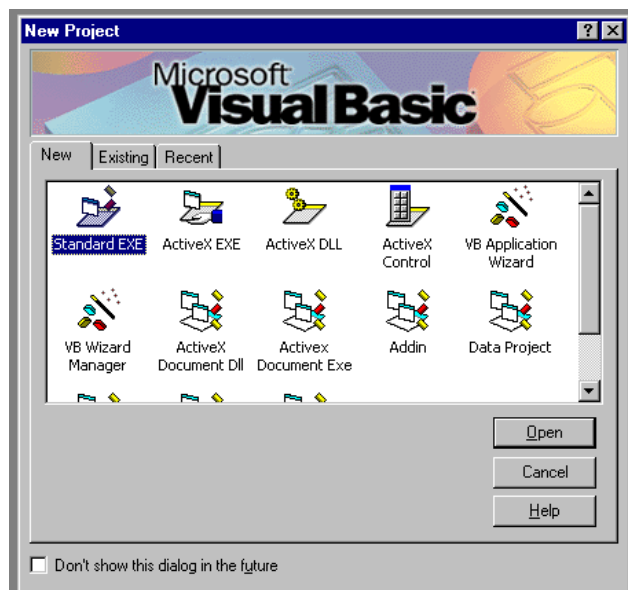 New Project
Microsoft
Visual Basic
New Existing Recent
Standard EXE ActiveX EXE ActiveX DLL ActiveX Control VB Application Wizard
VB Wizard Manager ActiveX Document Dll Activex Document Exe Addin Data Project
Open
Cancel
Help
Don't show this dialog in the future